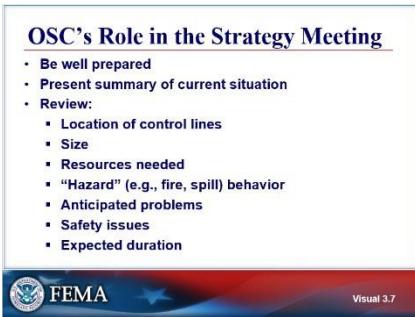 OSC's Role in the Strategy Meeting
• Be well prepared
• Present summary of current situation
• Review:
▪ Location of control lines
▪ Size
▪ Resources needed
▪ “Hazard” (e.g., fire, spill) behavior
▪ Anticipated problems
▪ Safety issues
▪ Expected duration
FEMA
Visual 3.7